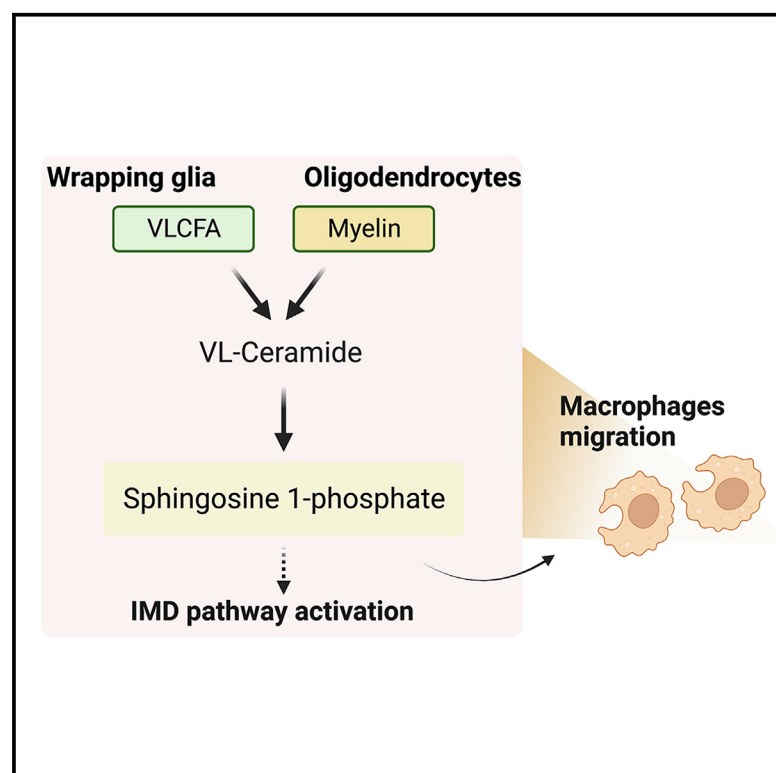 Wrapping glia
Oligodendrocytes
VLCFA
Myelin
VL-Ceramide
Macrophages
migration
Sphingosine 1-phosphate
IMD pathway activation